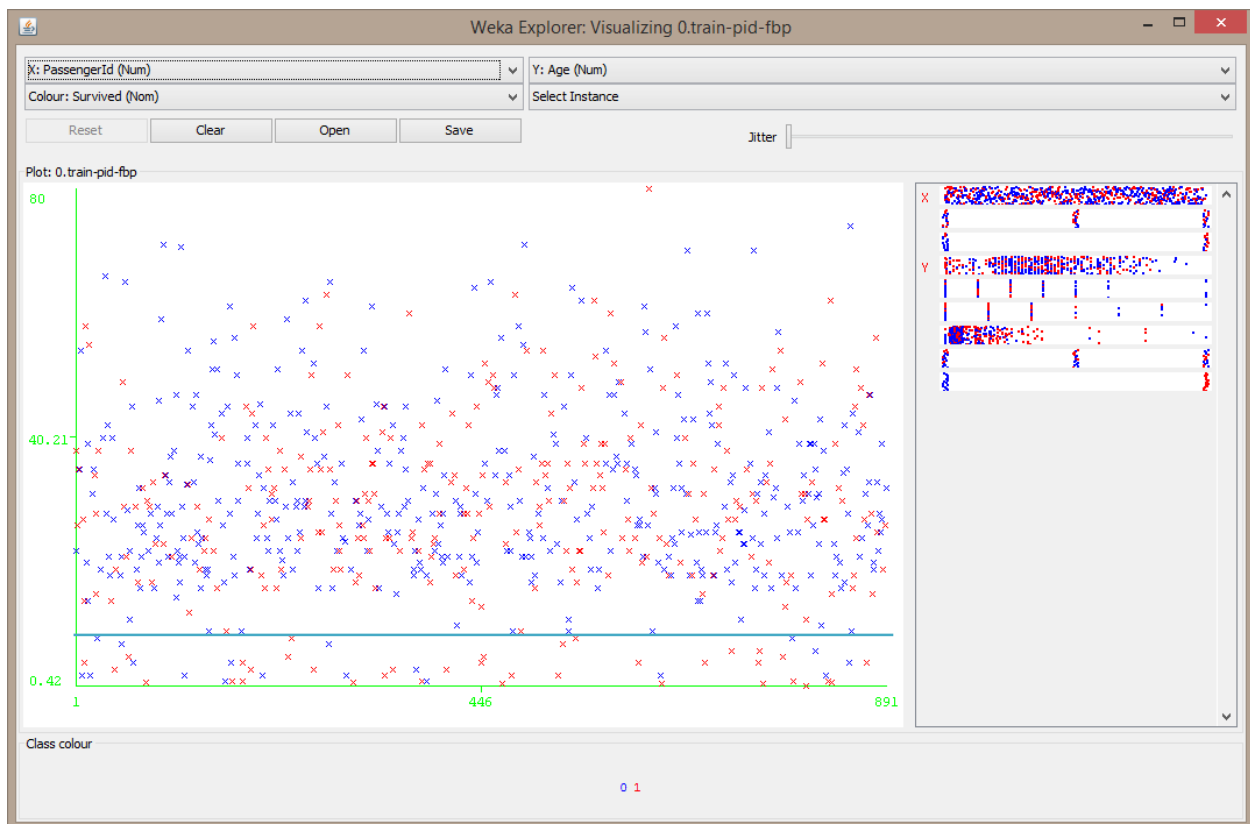 Weka Explorer: Visualizing 0.train-pid-fbp
X: PassengerId (Num)
Y: Age (Num)
Colour: Survived (Nom)
Select Instance
Reset
Clear
Open
Save
Jitter
Plot: 0.train-pid-fbp
80
40.21
0.42
1
446
891
X
Y
Class colour
0 1